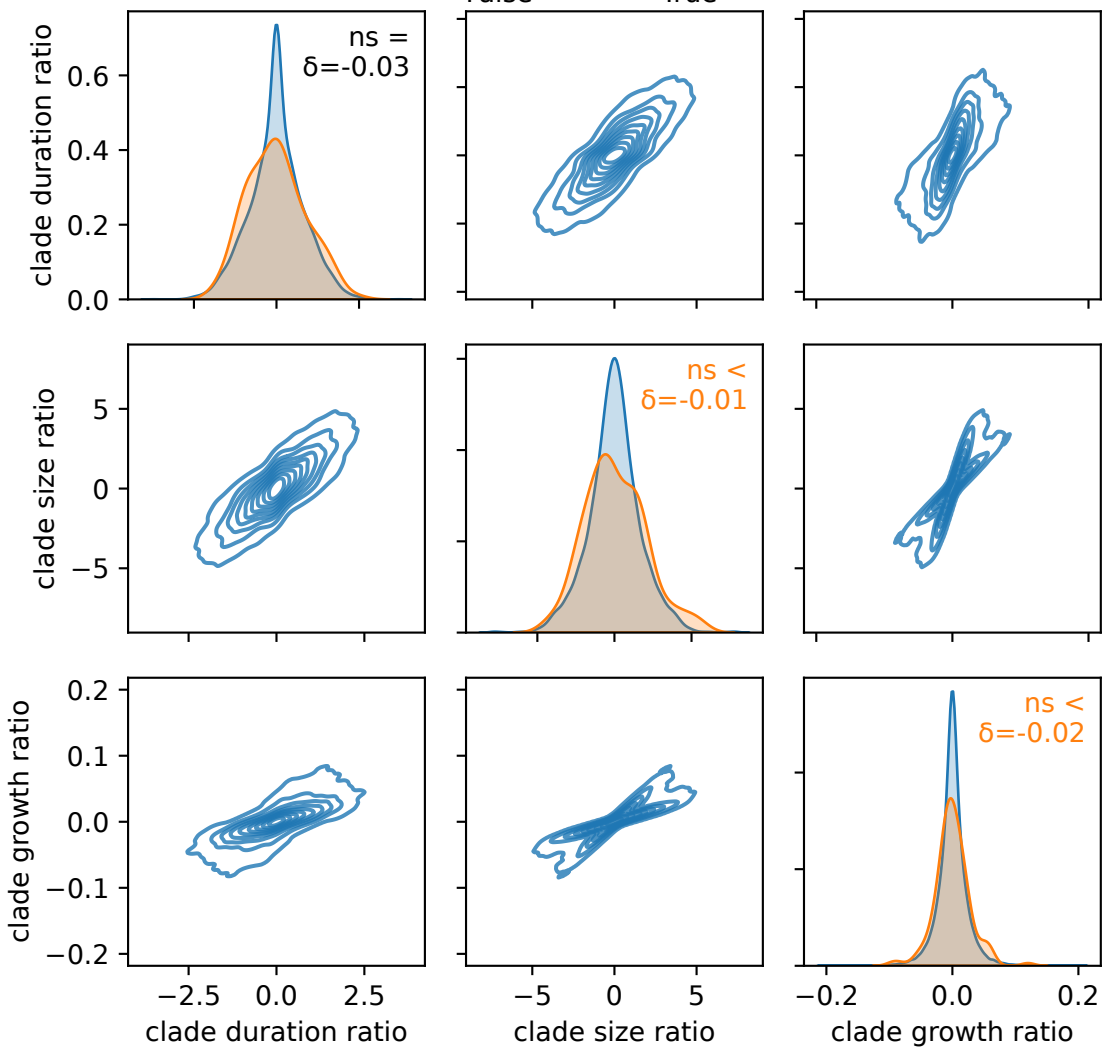 clade duration ratio
0.6
0.4
0.2
0.0
ns =
δ=-0.03
clade size ratio
5
0
−5
ns <
δ=-0.01
clade growth ratio
0.2
0.1
0.0
−0.1
−0.2
ns <
δ=-0.02
−2.5
0.0
2.5
−5
0
5
−0.2
0.0
0.2
clade duration ratio
clade size ratio
clade growth ratio